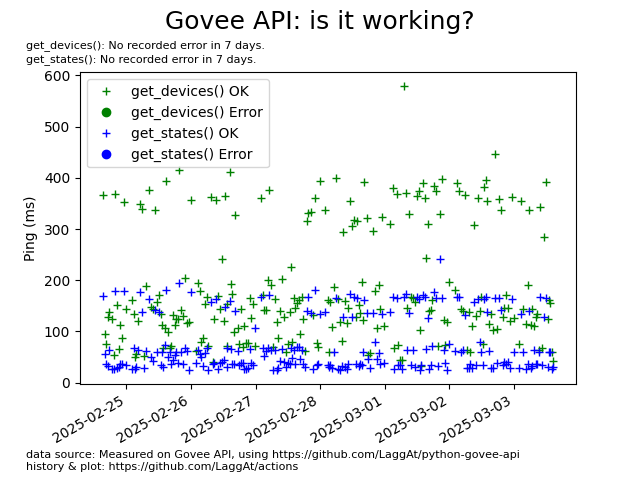 Govee API: is it working?
get_devices(): No recorded error in 7 days.
get_states(): No recorded error in 7 days.
600
500
400
300
200
100
0
Ping (ms)
get_devices() OK
get_devices() Error
get_states() OK
get_states() Error
2025-02-25
2025-02-26
2025-02-27
2025-02-28
2025-03-01
2025-03-02
2025-03-03
data source: Measured on Govee API, using https://github.com/LaggAt/python-govee-api
history & plot: https://github.com/LaggAt/actions